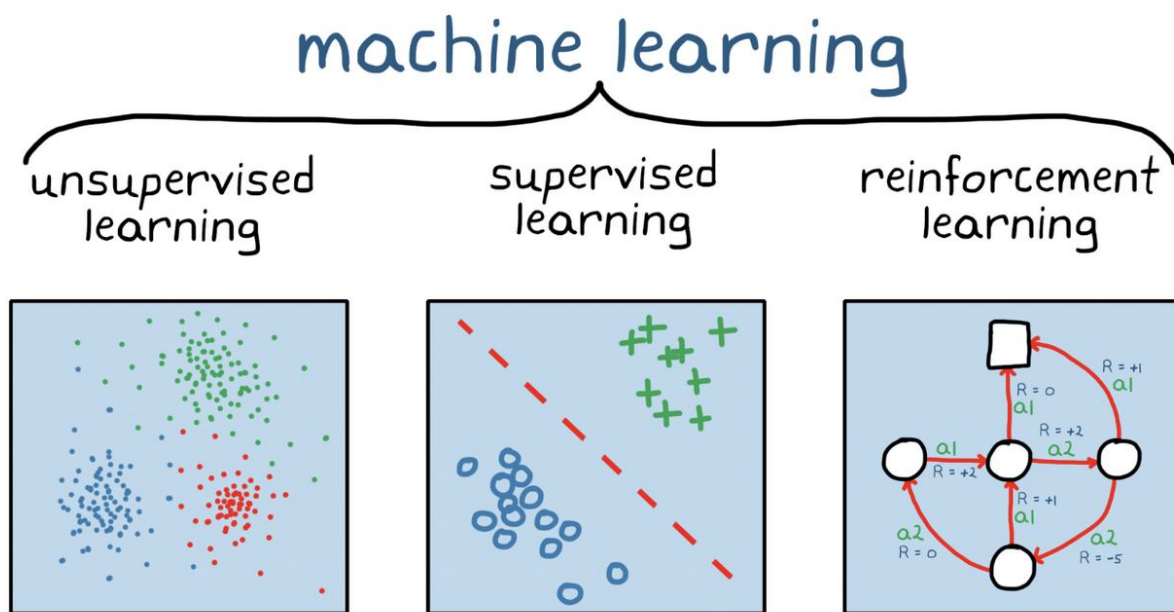 machine learning
unsupervised
learning
supervised
learning
reinforcement
learning
R = +1
a1
R = 0
a1
R = +2
a2
a1
R = +2
R = +1
a1
a2
R = 0
a2
R = -5